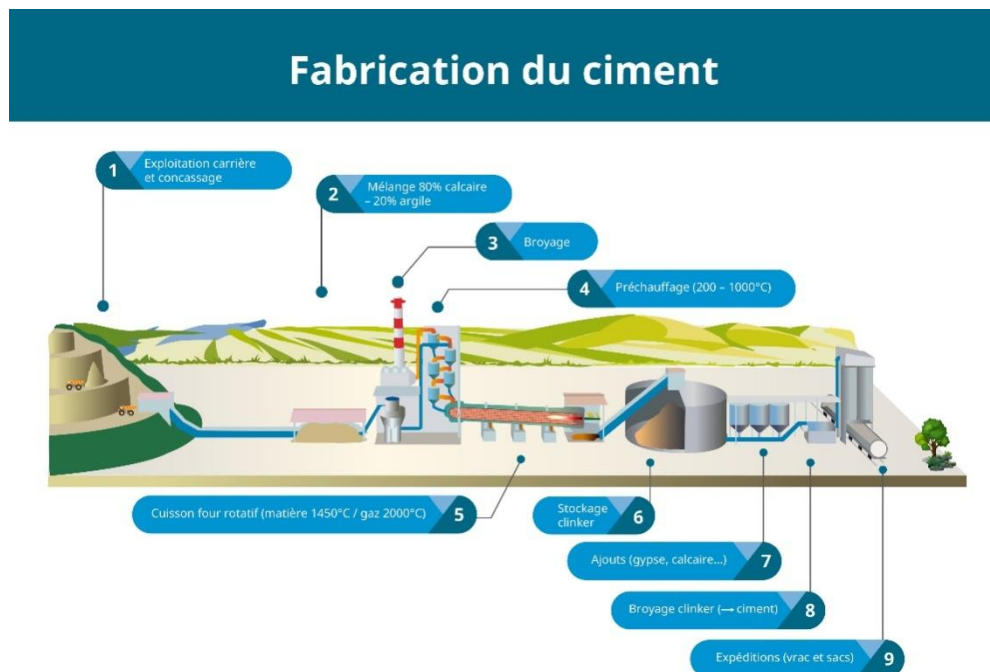 Fabrication du ciment
1
Exploitation carrière
et concassage
2
Mélange 80% calcaire
– 20% argile
3
Broyage
4
Préchauffage (200 – 1000°C)
Cuisson four rotatif (matière 1450°C / gaz 2000°C)
5
Stockage
clinker
6
Ajouts (gypse, calcaire...)
7
Broyage clinker (→ ciment)
8
Expéditions (vrac et sacs)
9